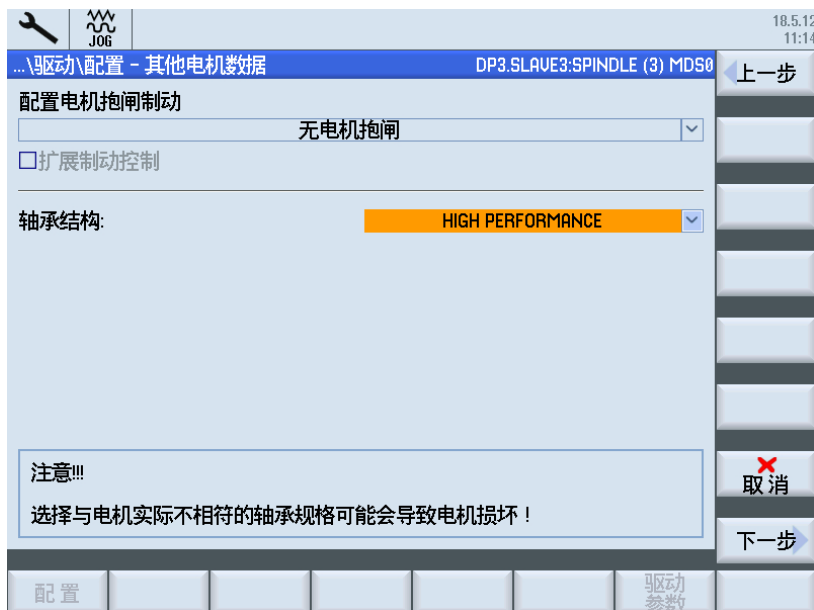 JOG
18.5.12
11:14
...\驱动\配置 - 其他电机数据
DP3.SLAVE3:SPINDLE (3) MDS0
上一步
配置电机抱闸制动
无电机抱闸
扩展制动控制
轴承结构:
HIGH PERFORMANCE
注意!!!
选择与电机实际不相符的轴承规格可能会导致电机损坏！
取消
下一步
配置
驱动
参数